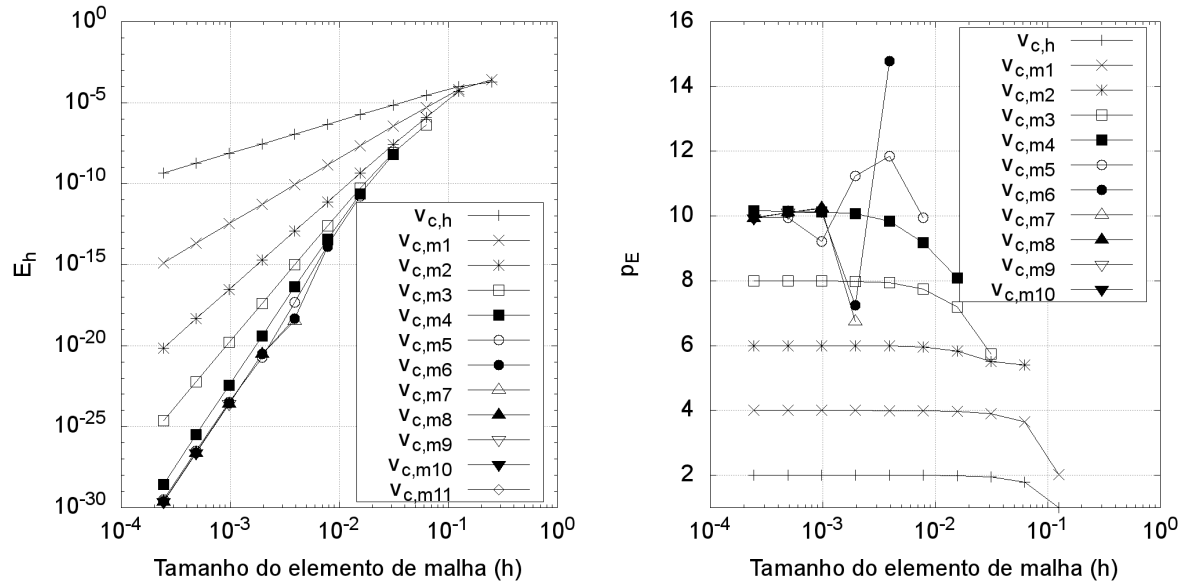 10^0
10^-5
10^-10
10^-15
10^-20
10^-25
10^-30
E_h
10^-4 10^-3 10^-2 10^-1 10^0
Tamanho do elemento de malha (h)
v_c,h
v_c,m1
v_c,m2
v_c,m3
v_c,m4
v_c,m5
v_c,m6
v_c,m7
v_c,m8
v_c,m9
v_c,m10
v_c,m11
16
14
12
10
8
6
4
2
p_E
10^-4 10^-3 10^-2 10^-1 10^0
Tamanho do elemento de malha (h)
v_c,h
v_c,m1
v_c,m2
v_c,m3
v_c,m4
v_c,m5
v_c,m6
v_c,m7
v_c,m8
v_c,m9
v_c,m10